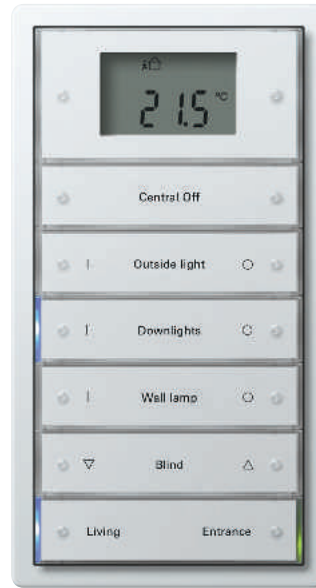 21.5 °C
Central Off
I Outside light O
I Downlights O
I Wall lamp O
▽ Blind △
Living Entrance